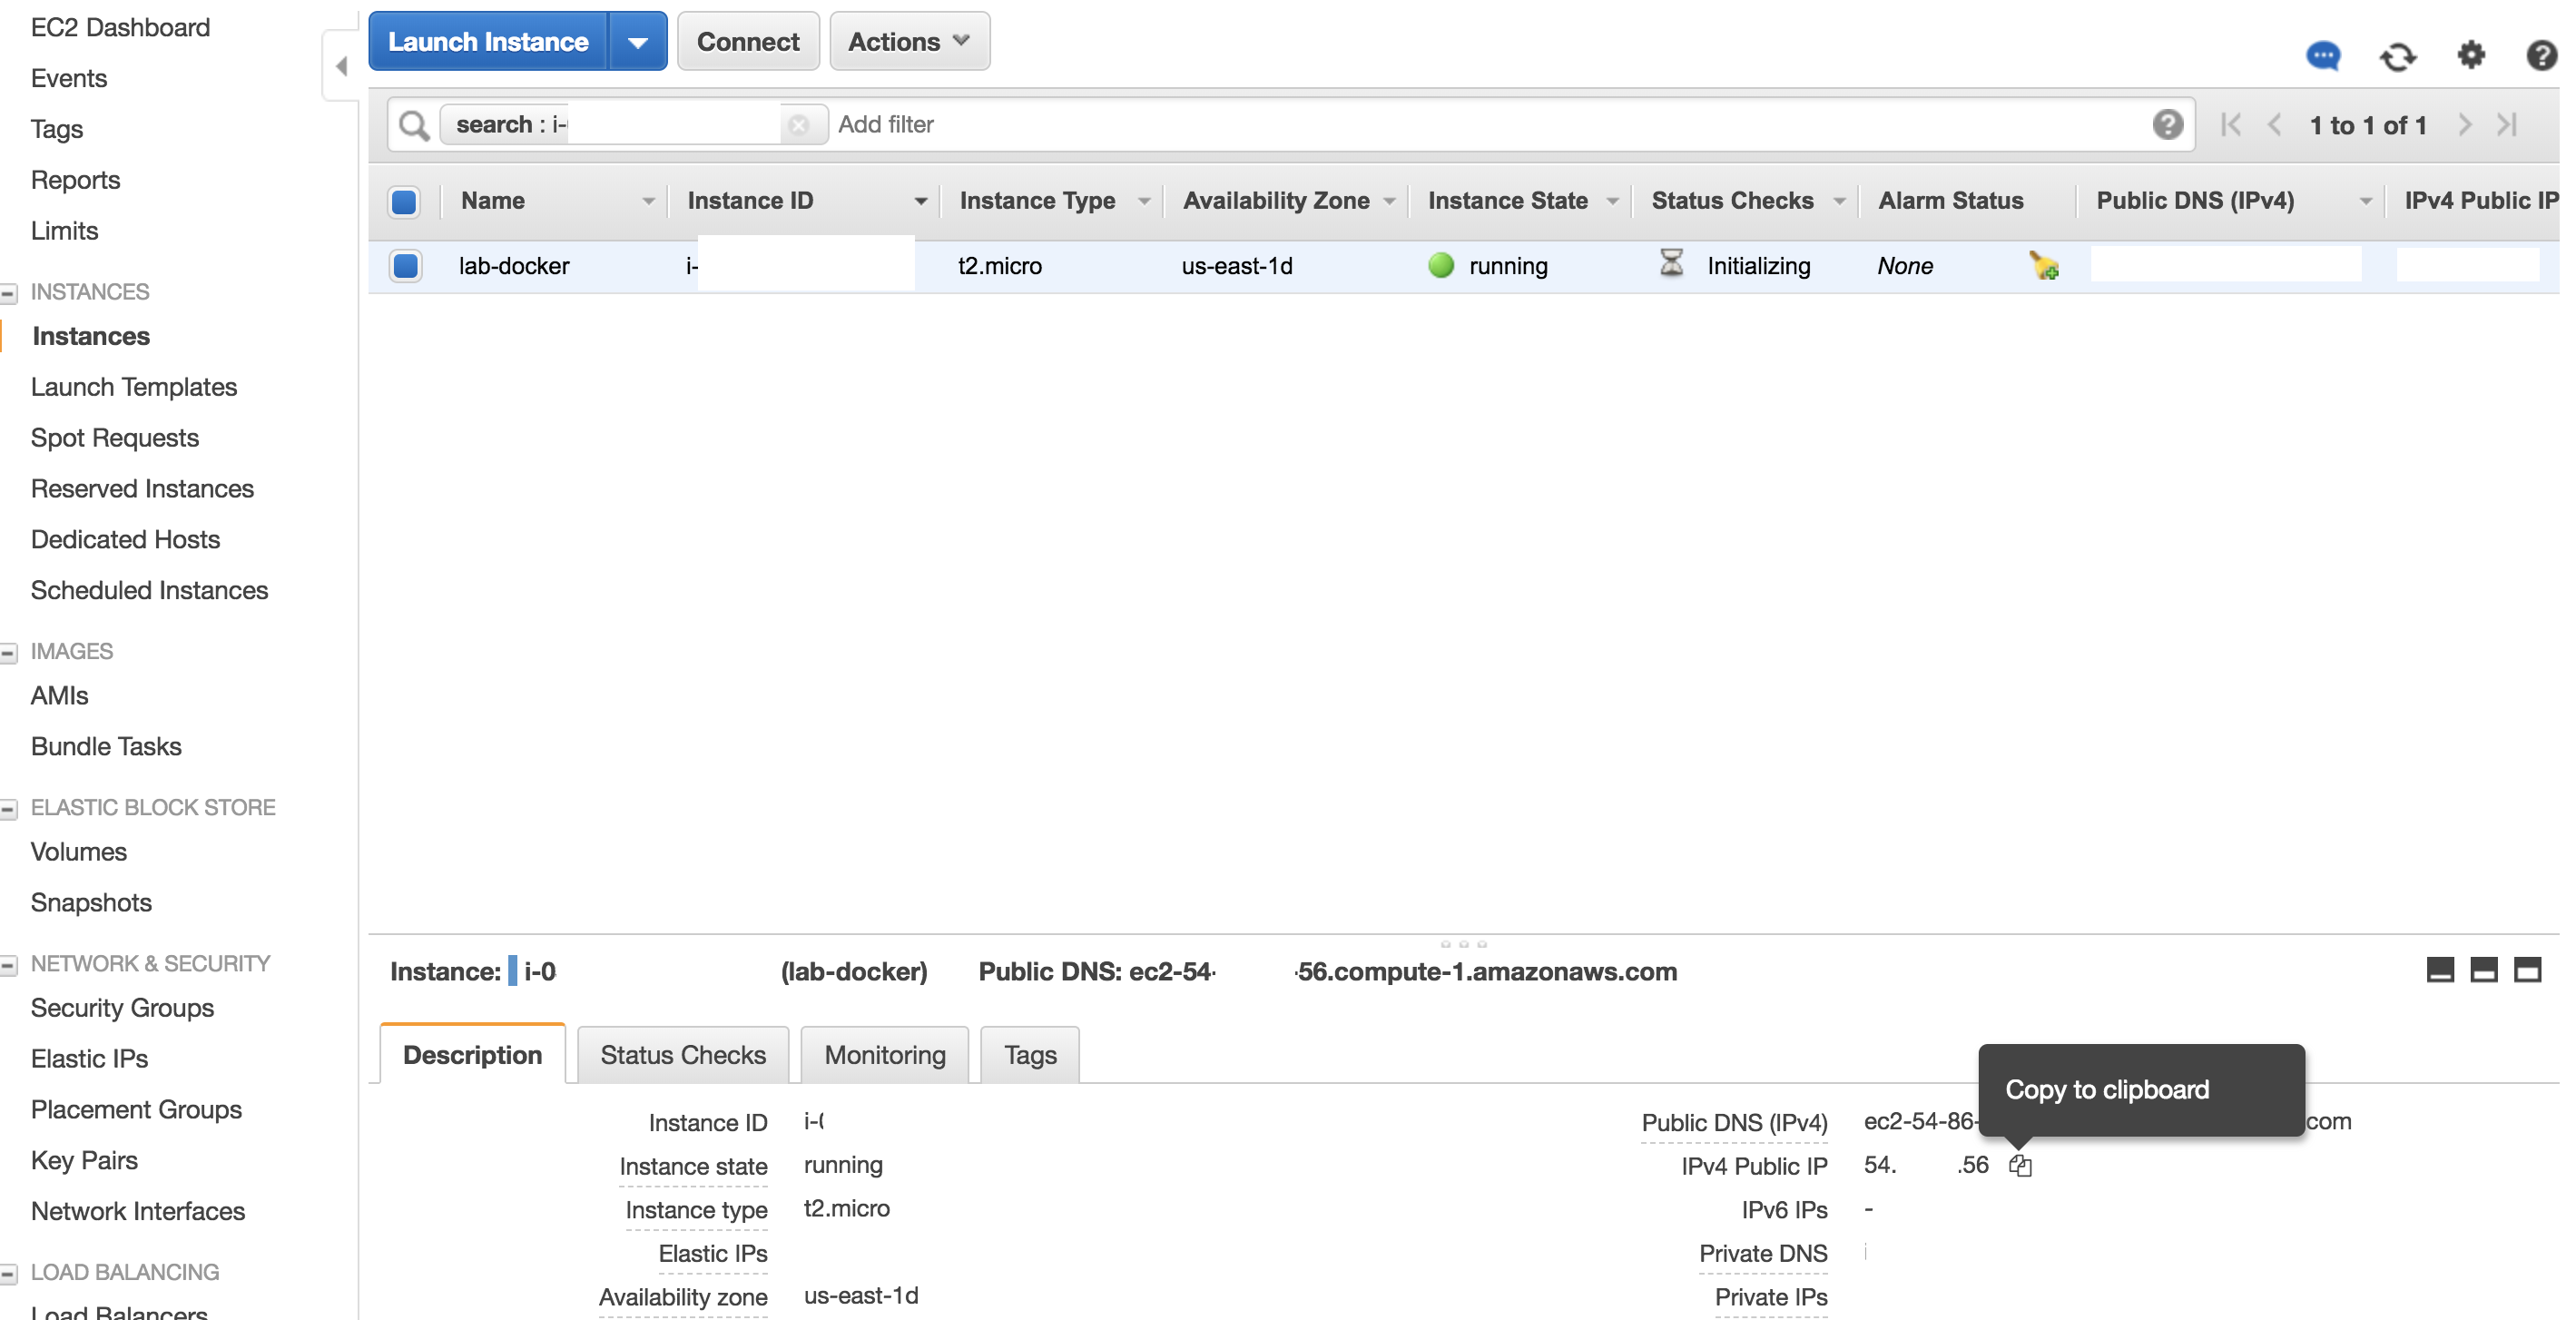 EC2 Dashboard
Events
Tags
Reports
Limits
INSTANCES
Instances
Launch Templates
Spot Requests
Reserved Instances
Dedicated Hosts
Scheduled Instances
IMAGES
AMIs
Bundle Tasks
ELASTIC BLOCK STORE
Volumes
Snapshots
NETWORK & SECURITY
Security Groups
Elastic IPs
Placement Groups
Key Pairs
Network Interfaces
LOAD BALANCING
Load Balancers
Launch Instance Connect Actions
search : i- Add filter 1 to 1 of 1
Name Instance ID Instance Type Availability Zone Instance State Status Checks Alarm Status Public DNS (IPv4) IPv4 Public IP
lab-docker i- t2.micro us-east-1d running Initializing None
Instance: i-0 (lab-docker) Public DNS: ec2-54- -56.compute-1.amazonaws.com
Description Status Checks Monitoring Tags
Copy to clipboard
Instance ID i-
Instance state running
Instance type t2.micro
Elastic IPs
Availability zone us-east-1d
Public DNS (IPv4) ec2-54-86- com
IPv4 Public IP 54. .56
IPv6 IPs -
Private DNS
Private IPs